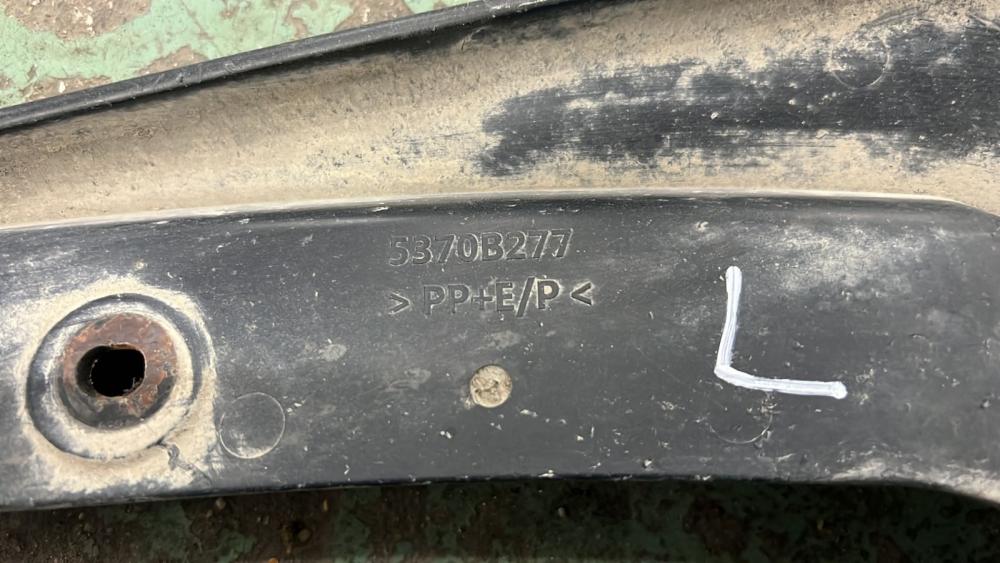 5370B277
> PP+E/P <
L